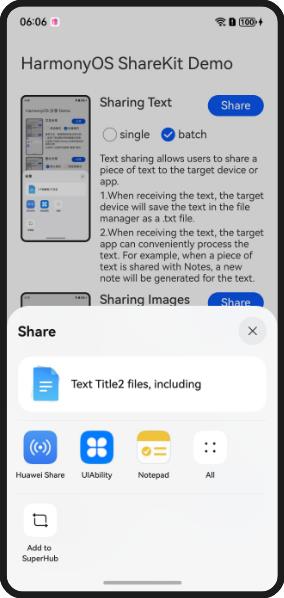 06:06
100
HarmonyOS ShareKit Demo
Sharing Text
Share
single
batch
Text sharing allows users to share a
piece of text to the target device or
app.
1.When receiving the text, the target
device will save the text in the file
manager as a .txt file.
2.When receiving the text, the target
app can conveniently process the
text. For example, when a piece of
text is shared with Notes, a new
note will be generated for the text.
Sharing Images
Share
Share
Text Title2 files, including
Huawei Share
UIAbility
Notepad
All
Add to
SuperHub